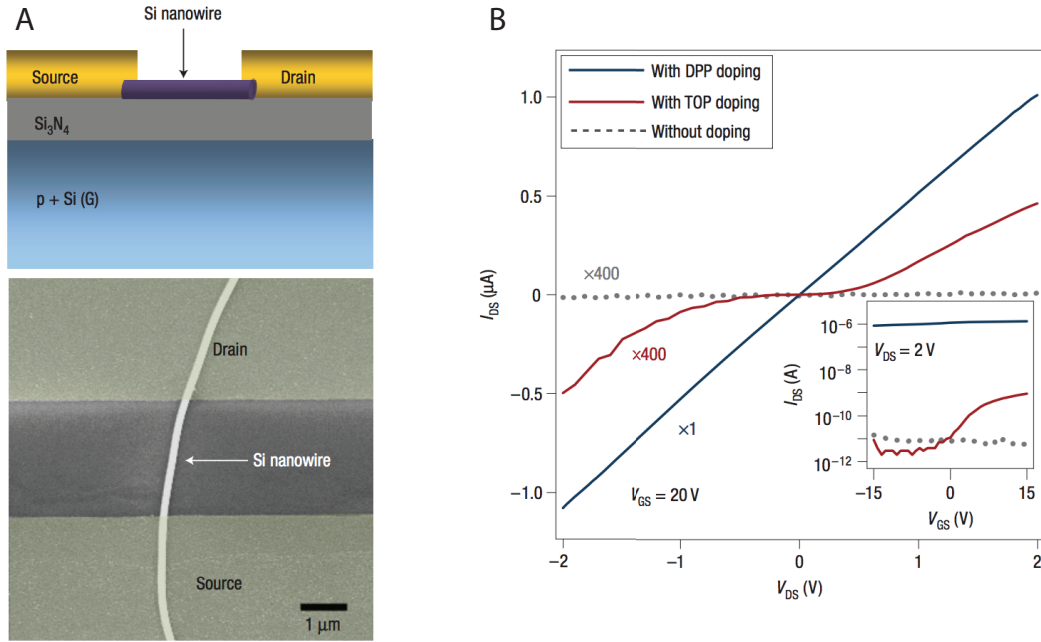 A
Si nanowire
Source
Drain
Si3N4
p + Si (G)
Drain
Si nanowire
Source
1 μm
B
With DPP doping
With TOP doping
Without doping
1.0
0.5
0
−0.5
−1.0
IDS (μA)
×400
×400
×1
VGS = 20 V
−2
−1
0
1
2
VDS (V)
10−6
10−8
10−10
10−12
IDS (A)
VDS = 2 V
−15
0
15
VGS (V)